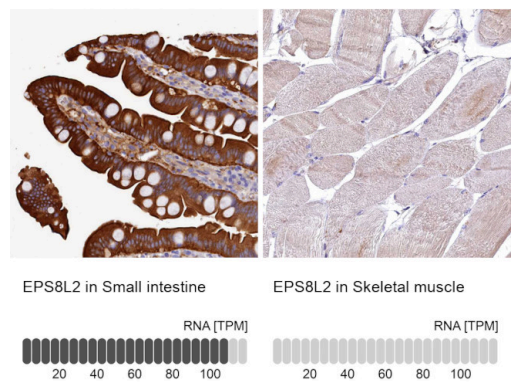 EPS8L2 in Small intestine
EPS8L2 in Skeletal muscle
RNA [TPM]
RNA [TPM]
20 40 60 80 100
20 40 60 80 100